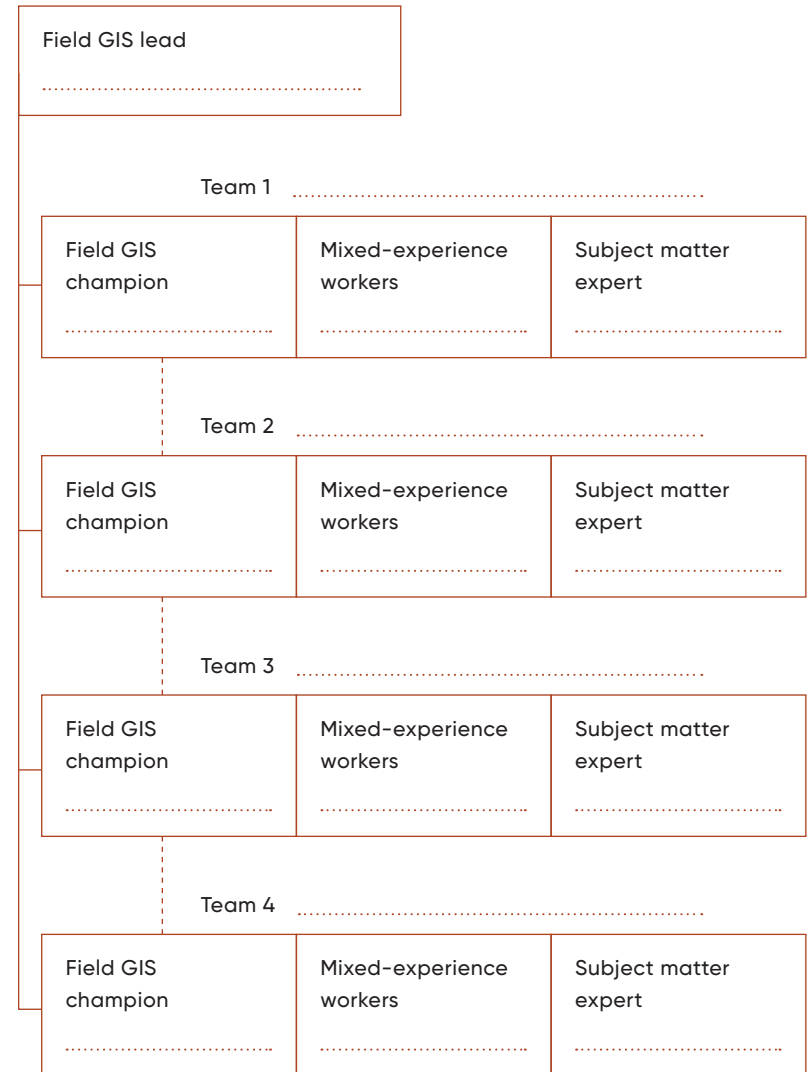 Field GIS lead
Team 1
Field GIS
champion
Mixed-experience
workers
Subject matter
expert
Team 2
Field GIS
champion
Mixed-experience
workers
Subject matter
expert
Team 3
Field GIS
champion
Mixed-experience
workers
Subject matter
expert
Team 4
Field GIS
champion
Mixed-experience
workers
Subject matter
expert